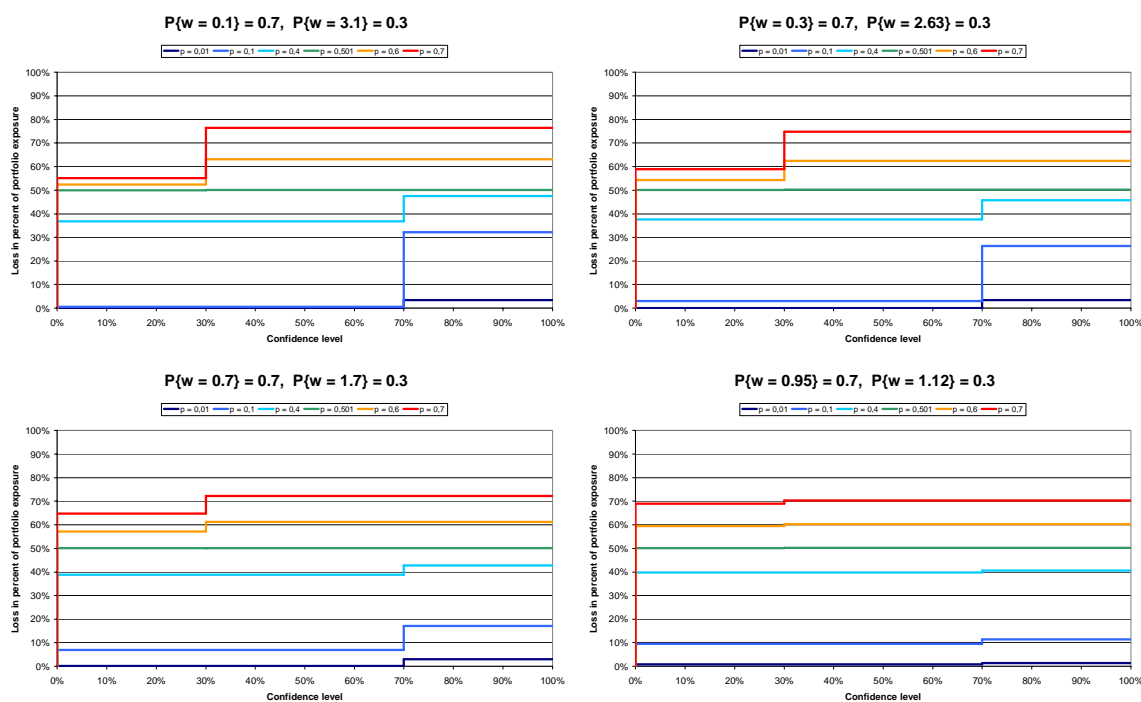 P{w = 0.1} = 0.7, P{w = 3.1} = 0.3
p = 0,01 p = 0,1 p = 0,4 p = 0,501 p = 0,6 p = 0,7
Loss in percent of portfolio exposure
100%
90%
80%
70%
60%
50%
40%
30%
20%
10%
0%
0% 10% 20% 30% 40% 50% 60% 70% 80% 90% 100%
Confidence level
P{w = 0.3} = 0.7, P{w = 2.63} = 0.3
p = 0,01 p = 0,1 p = 0,4 p = 0,501 p = 0,6 p = 0,7
Loss in percent of portfolio exposure
100%
90%
80%
70%
60%
50%
40%
30%
20%
10%
0%
0% 10% 20% 30% 40% 50% 60% 70% 80% 90% 100%
Confidence level
P{w = 0.7} = 0.7, P{w = 1.7} = 0.3
p = 0,01 p = 0,1 p = 0,4 p = 0,501 p = 0,6 p = 0,7
Loss in percent of portfolio exposure
100%
90%
80%
70%
60%
50%
40%
30%
20%
10%
0%
0% 10% 20% 30% 40% 50% 60% 70% 80% 90% 100%
Confidence level
P{w = 0.95} = 0.7, P{w = 1.12} = 0.3
p = 0,01 p = 0,1 p = 0,4 p = 0,501 p = 0,6 p = 0,7
Loss in percent of portfolio exposure
100%
90%
80%
70%
60%
50%
40%
30%
20%
10%
0%
0% 10% 20% 30% 40% 50% 60% 70% 80% 90% 100%
Confidence level